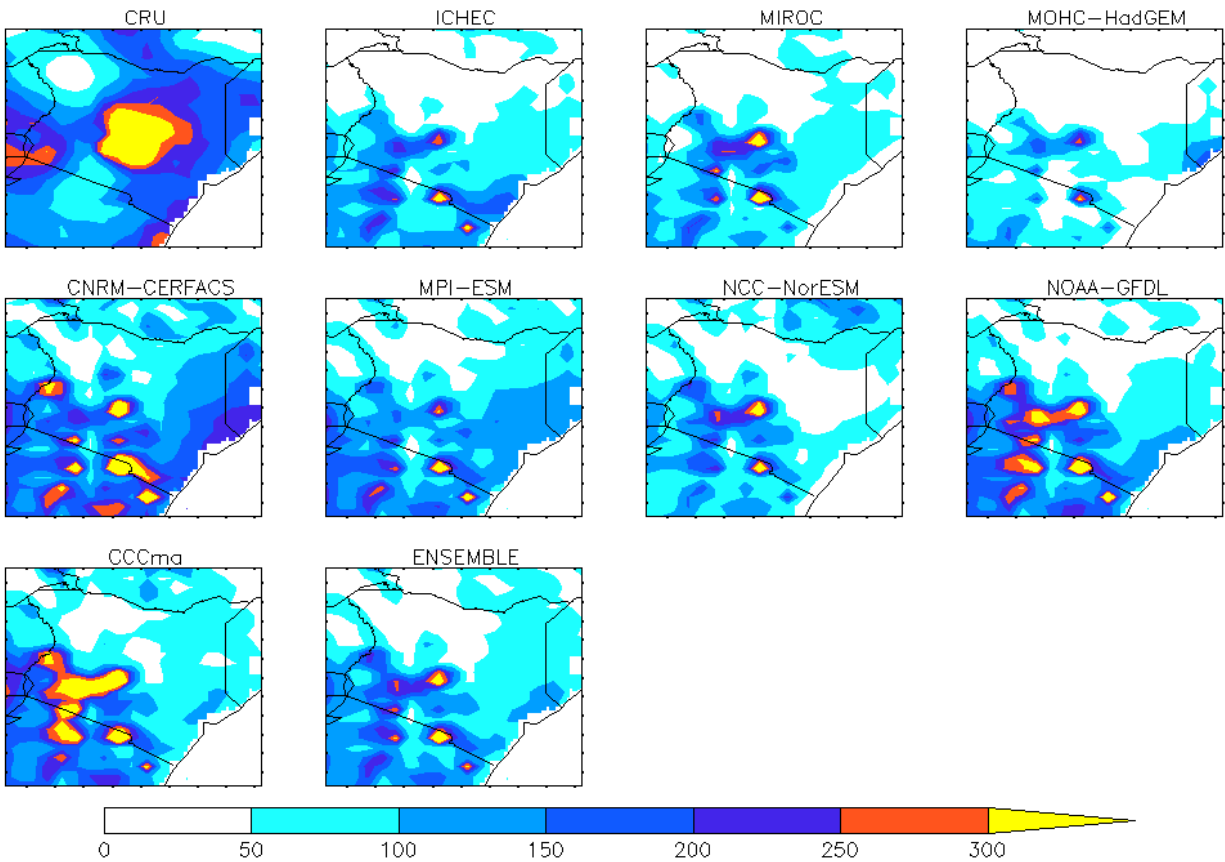 CRU ICHEC MIROC MOHC-HadGEM
CNRM-CERFACS MPI-ESM NCC-NorESM NOAA-GFDL
CCCma ENSEMBLE
0 50 100 150 200 250 300